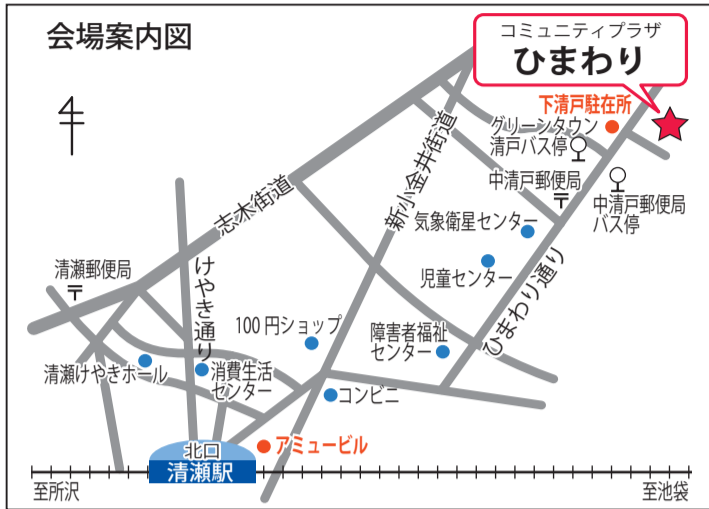 会場案内図
コミュニティプラザ
ひまわり
下清戸駐在所
グリーンタウン
清戸バス停
中清戸郵便局
中清戸郵便局
バス停
新小金井街道
志木街道
気象衛星センター
児童センター
ひまわり通り
清瀬郵便局
けやき通り
100円ショップ
障害者福祉
センター
清瀬けやきホール
消費生活
センター
コンビニ
アミュービル
北口
清瀬駅
至所沢
至池袋